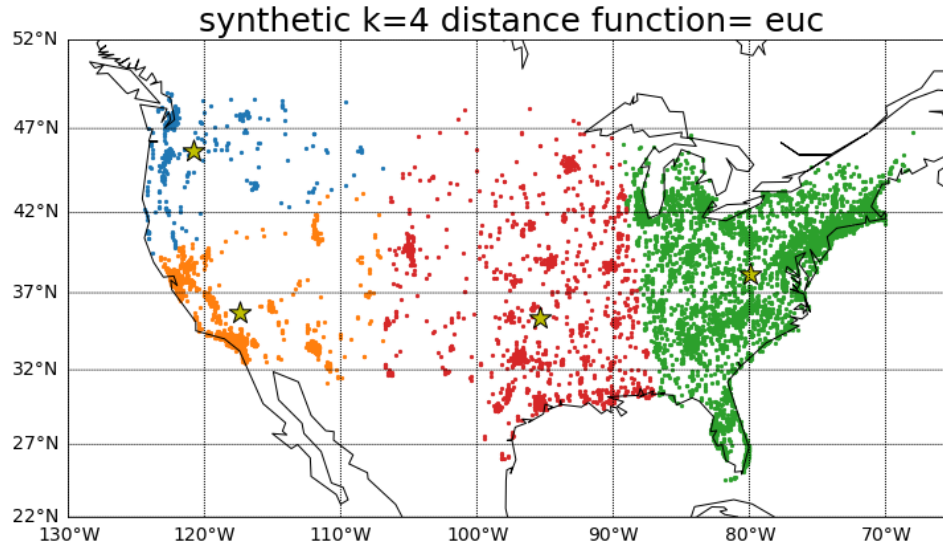 synthetic k=4 distance function= euc
52°N
47°N
42°N
37°N
32°N
27°N
22°N
130°W 120°W 110°W 100°W 90°W 80°W 70°W